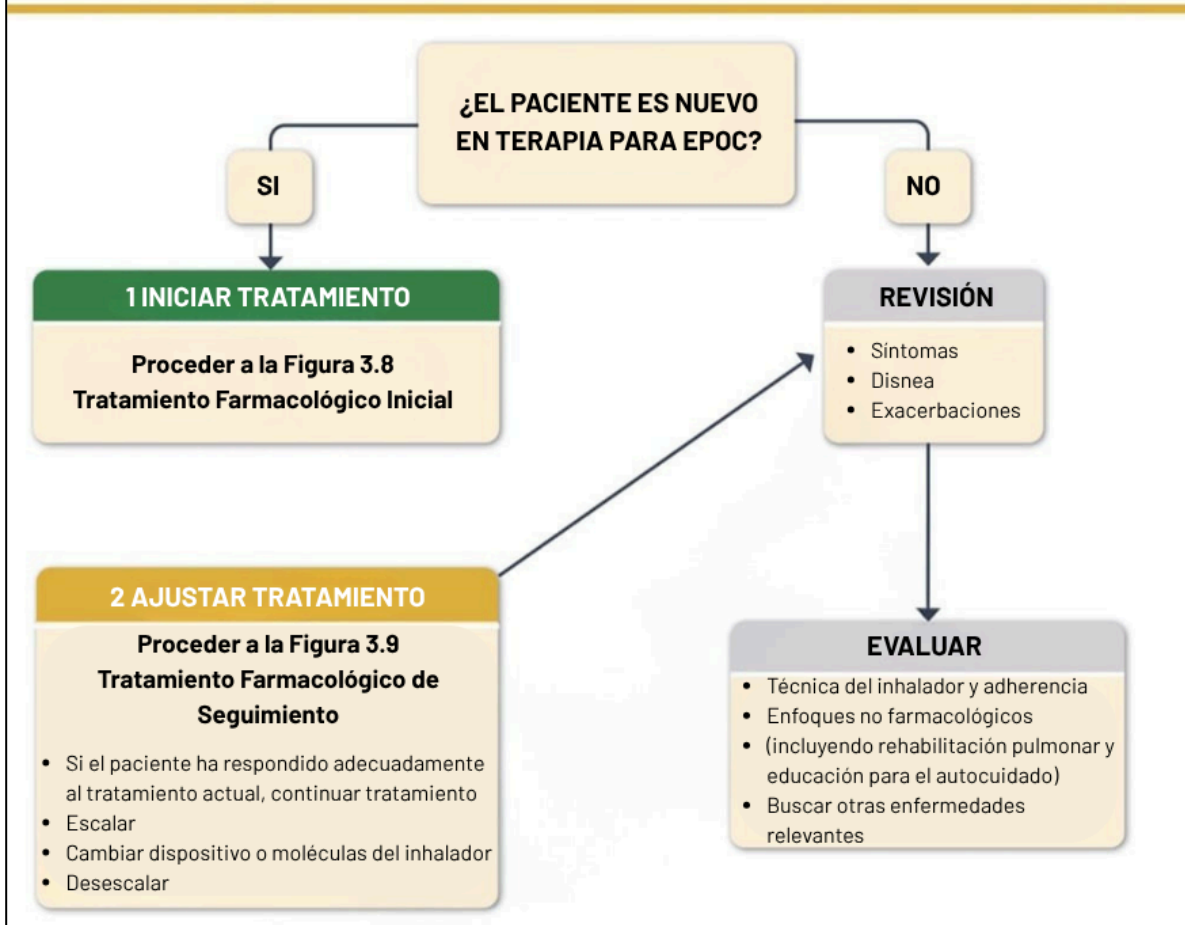 ¿EL PACIENTE ES NUEVO
EN TERAPIA PARA EPOC?
SI
NO
1 INICIAR TRATAMIENTO
Proceder a la Figura 3.8
Tratamiento Farmacológico Inicial
REVISIÓN
• Síntomas
• Disnea
• Exacerbaciones
2 AJUSTAR TRATAMIENTO
Proceder a la Figura 3.9
Tratamiento Farmacológico de
Seguimiento
• Si el paciente ha respondido adecuadamente
al tratamiento actual, continuar tratamiento
• Escalar
• Cambiar dispositivo o moléculas del inhalador
• Desescalar
EVALUAR
• Técnica del inhalador y adherencia
• Enfoques no farmacológicos
• (incluyendo rehabilitación pulmonar y
educación para el autocuidado)
• Buscar otras enfermedades
relevantes